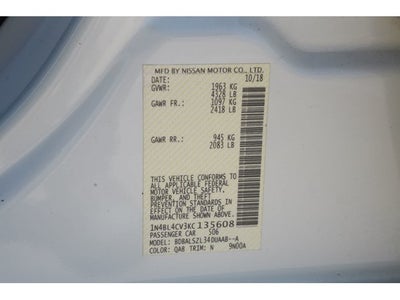 MFD BY NISSAN MOTOR CO., LTD.
DATE: 10/18
GVWR: 1963 KG
4328 LB
GAWR FR.: 1097 KG
2418 LB
GAWR RR.: 945 KG
2083 LB
THIS VEHICLE CONFORMS TO ALL
APPLICABLE FEDERAL MOTOR
VEHICLE SAFETY, BUMPER, AND THEFT
PREVENTION STANDARDS IN
EFFECT ON THE DATE OF
MANUFACTURE SHOWN ABOVE.
1N4BL4CV3KC135608
PASSENGER CAR S06
MODEL: BDBALSZL34DUAAB--A
COLOR: QAB TRIM: N 9N00A